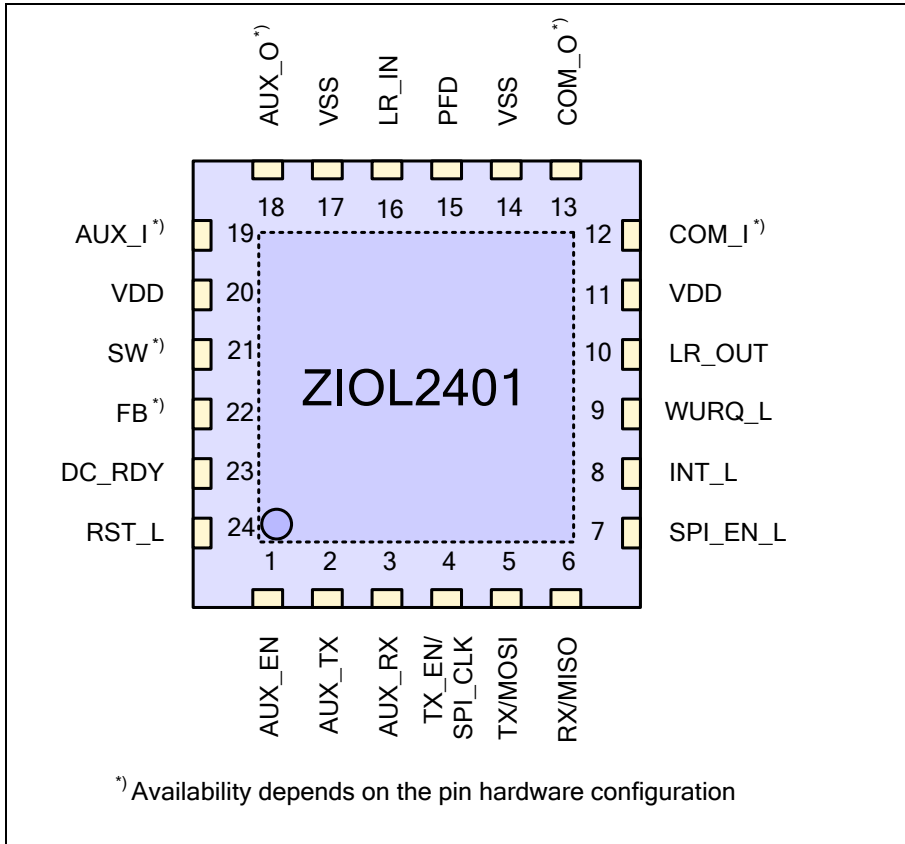 AUX_O*)
VSS
LR_IN
PFD
VSS
COM_O*)
18 17 16 15 14 13
AUX_I*) 19
VDD 20
SW*) 21
FB*) 22
DC_RDY 23
RST_L 24
ZIOL2401
12 COM_I*)
11 VDD
10 LR_OUT
9 WURQ_L
8 INT_L
7 SPI_EN_L
1 2 3 4 5 6
AUX_EN
AUX_TX
AUX_RX
TX_EN/
SPI_CLK
TX/MOSI
RX/MISO
*) Availability depends on the pin hardware configuration